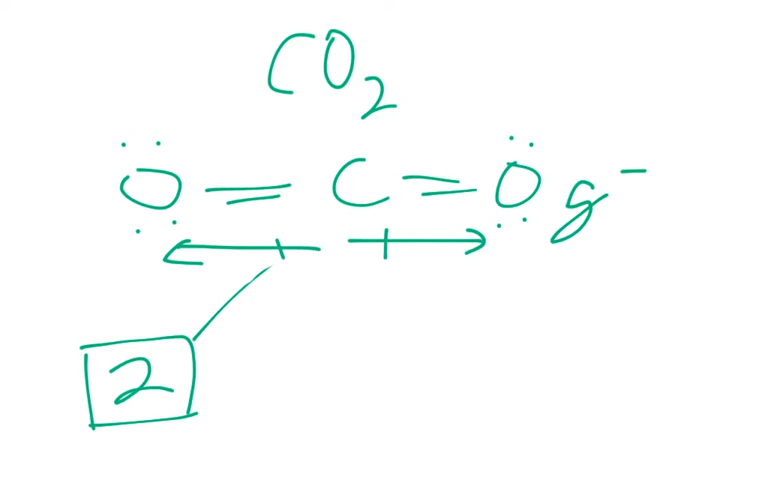 CO₂
O = C = O g⁻
2